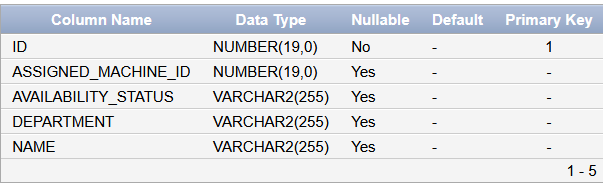 Column Name Data Type Nullable Default Primary Key
ID NUMBER(19,0) No - 1
ASSIGNED_MACHINE_ID NUMBER(19,0) Yes - -
AVAILABILITY_STATUS VARCHAR2(255) Yes - -
DEPARTMENT VARCHAR2(255) Yes - -
NAME VARCHAR2(255) Yes - -
1 - 5